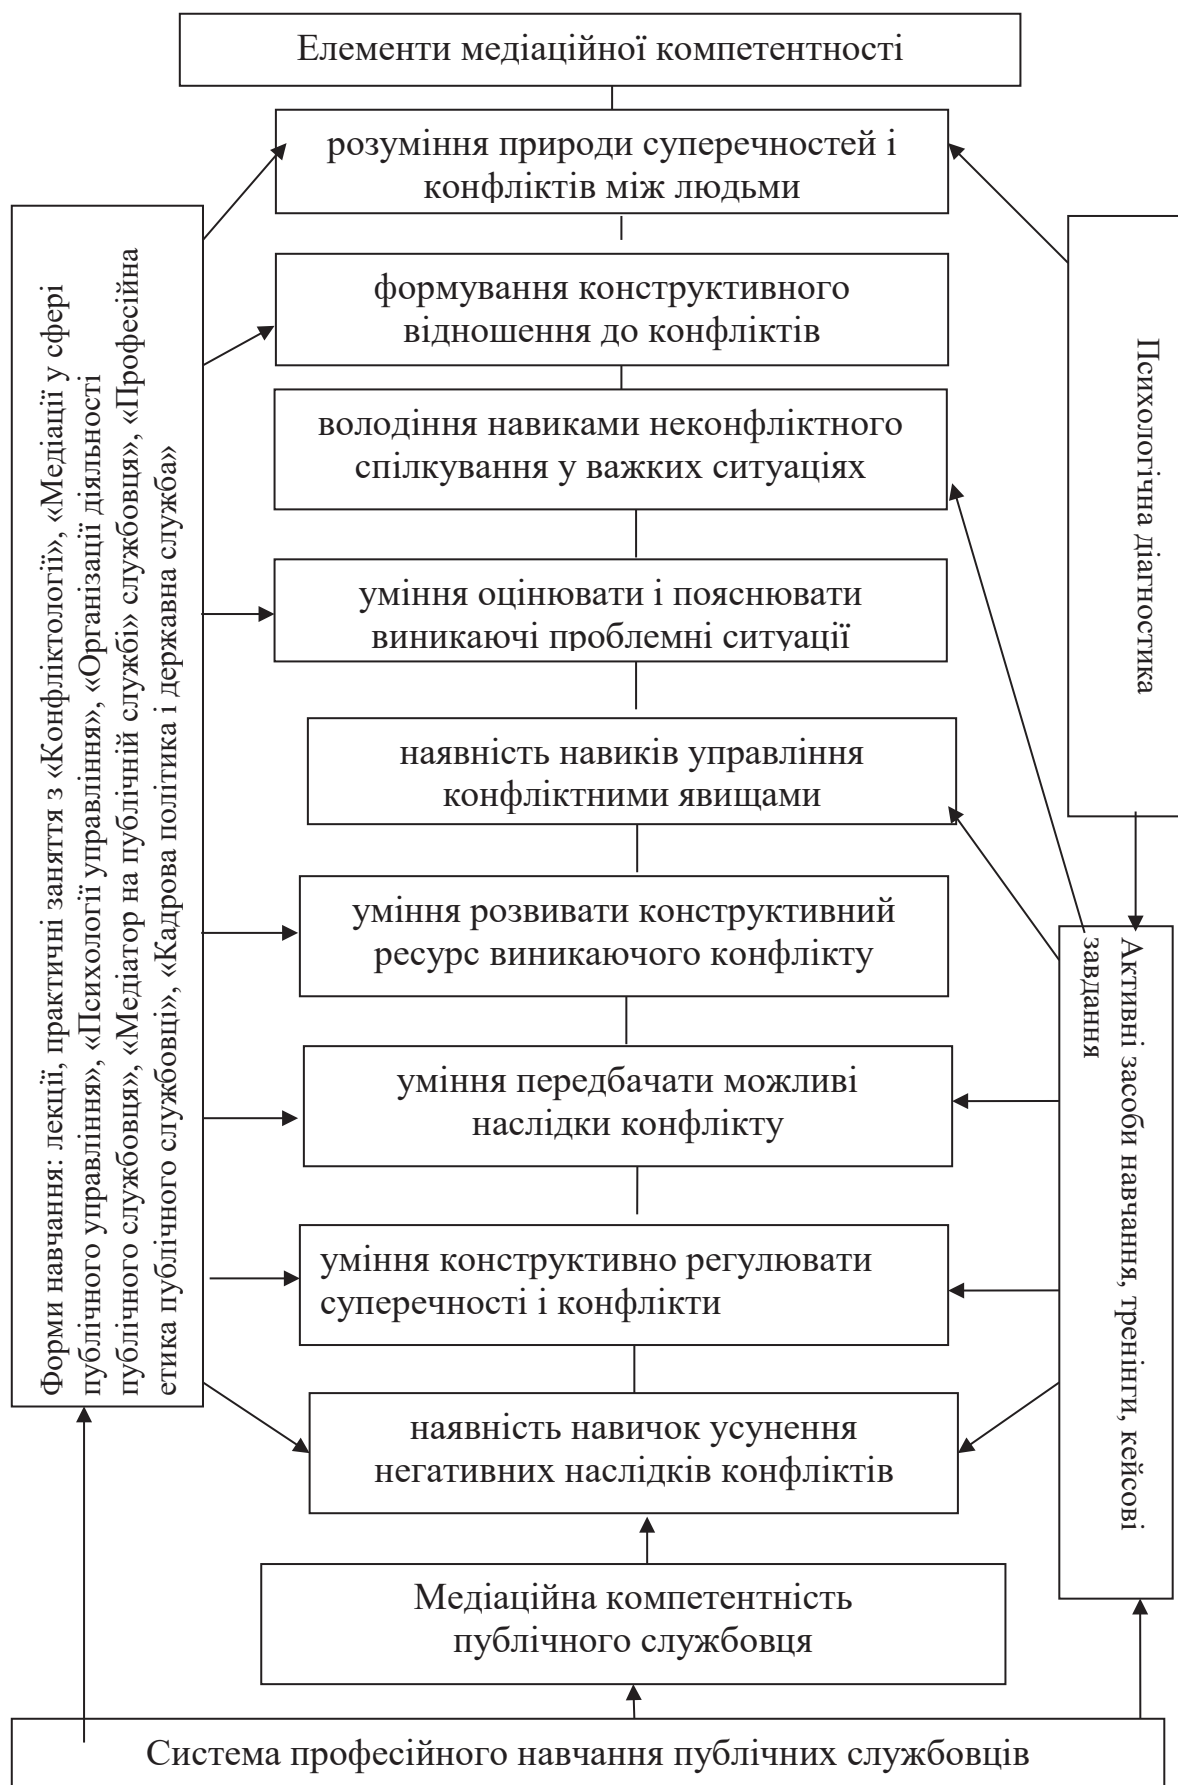 Елементи медіаційної компетентності
розуміння природи суперечностей і
конфліктів між людьми
формування конструктивного
відношення до конфліктів
володіння навиками неконфліктного
спілкування у важких ситуаціях
уміння оцінювати і пояснювати
виникаючі проблемні ситуації
наявність навиків управління
конфліктними явищами
уміння розвивати конструктивний
ресурс виникаючого конфлікту
уміння передбачати можливі
наслідки конфлікту
уміння конструктивно регулювати
суперечності і конфлікти
наявність навичок усунення
негативних наслідків конфліктів
Медіаційна компетентність
публічного службовця
Система професійного навчання публічних службовців
Форми навчання: лекції, практичні заняття з «Конфліктології», «Медіації у сфері
публічного управління», «Психології управління», «Організації діяльності
публічного службовця», «Медіатор на публічній службі» службовця», «Професійна
етика публічного службовці», «Кадрова політика і державна служба»
Психологічна діагностика
Активні засоби навчання, тренінги, кейсові
завдання